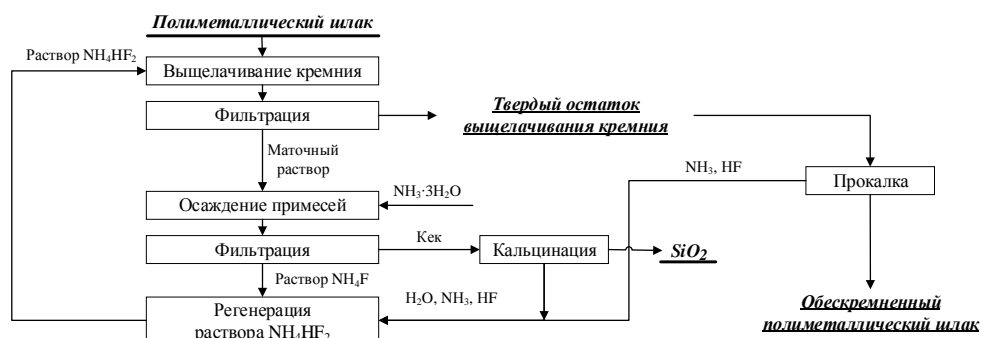 Полиметаллический шлак
Раствор NH₄HF₂
Выщелачивание кремния
Фильтрация
Твердый остаток
выщелачивания кремния
Маточный
раствор
NH₃, HF
Прокалка
NH₃·3H₂O
Осаждение примесей
Фильтрация
Кек
Кальцинация
SiO₂
Раствор NH₄F
H₂O, NH₃, HF
Регенерация
раствора NH₄HF₂
Обескремненный
полиметаллический шлак